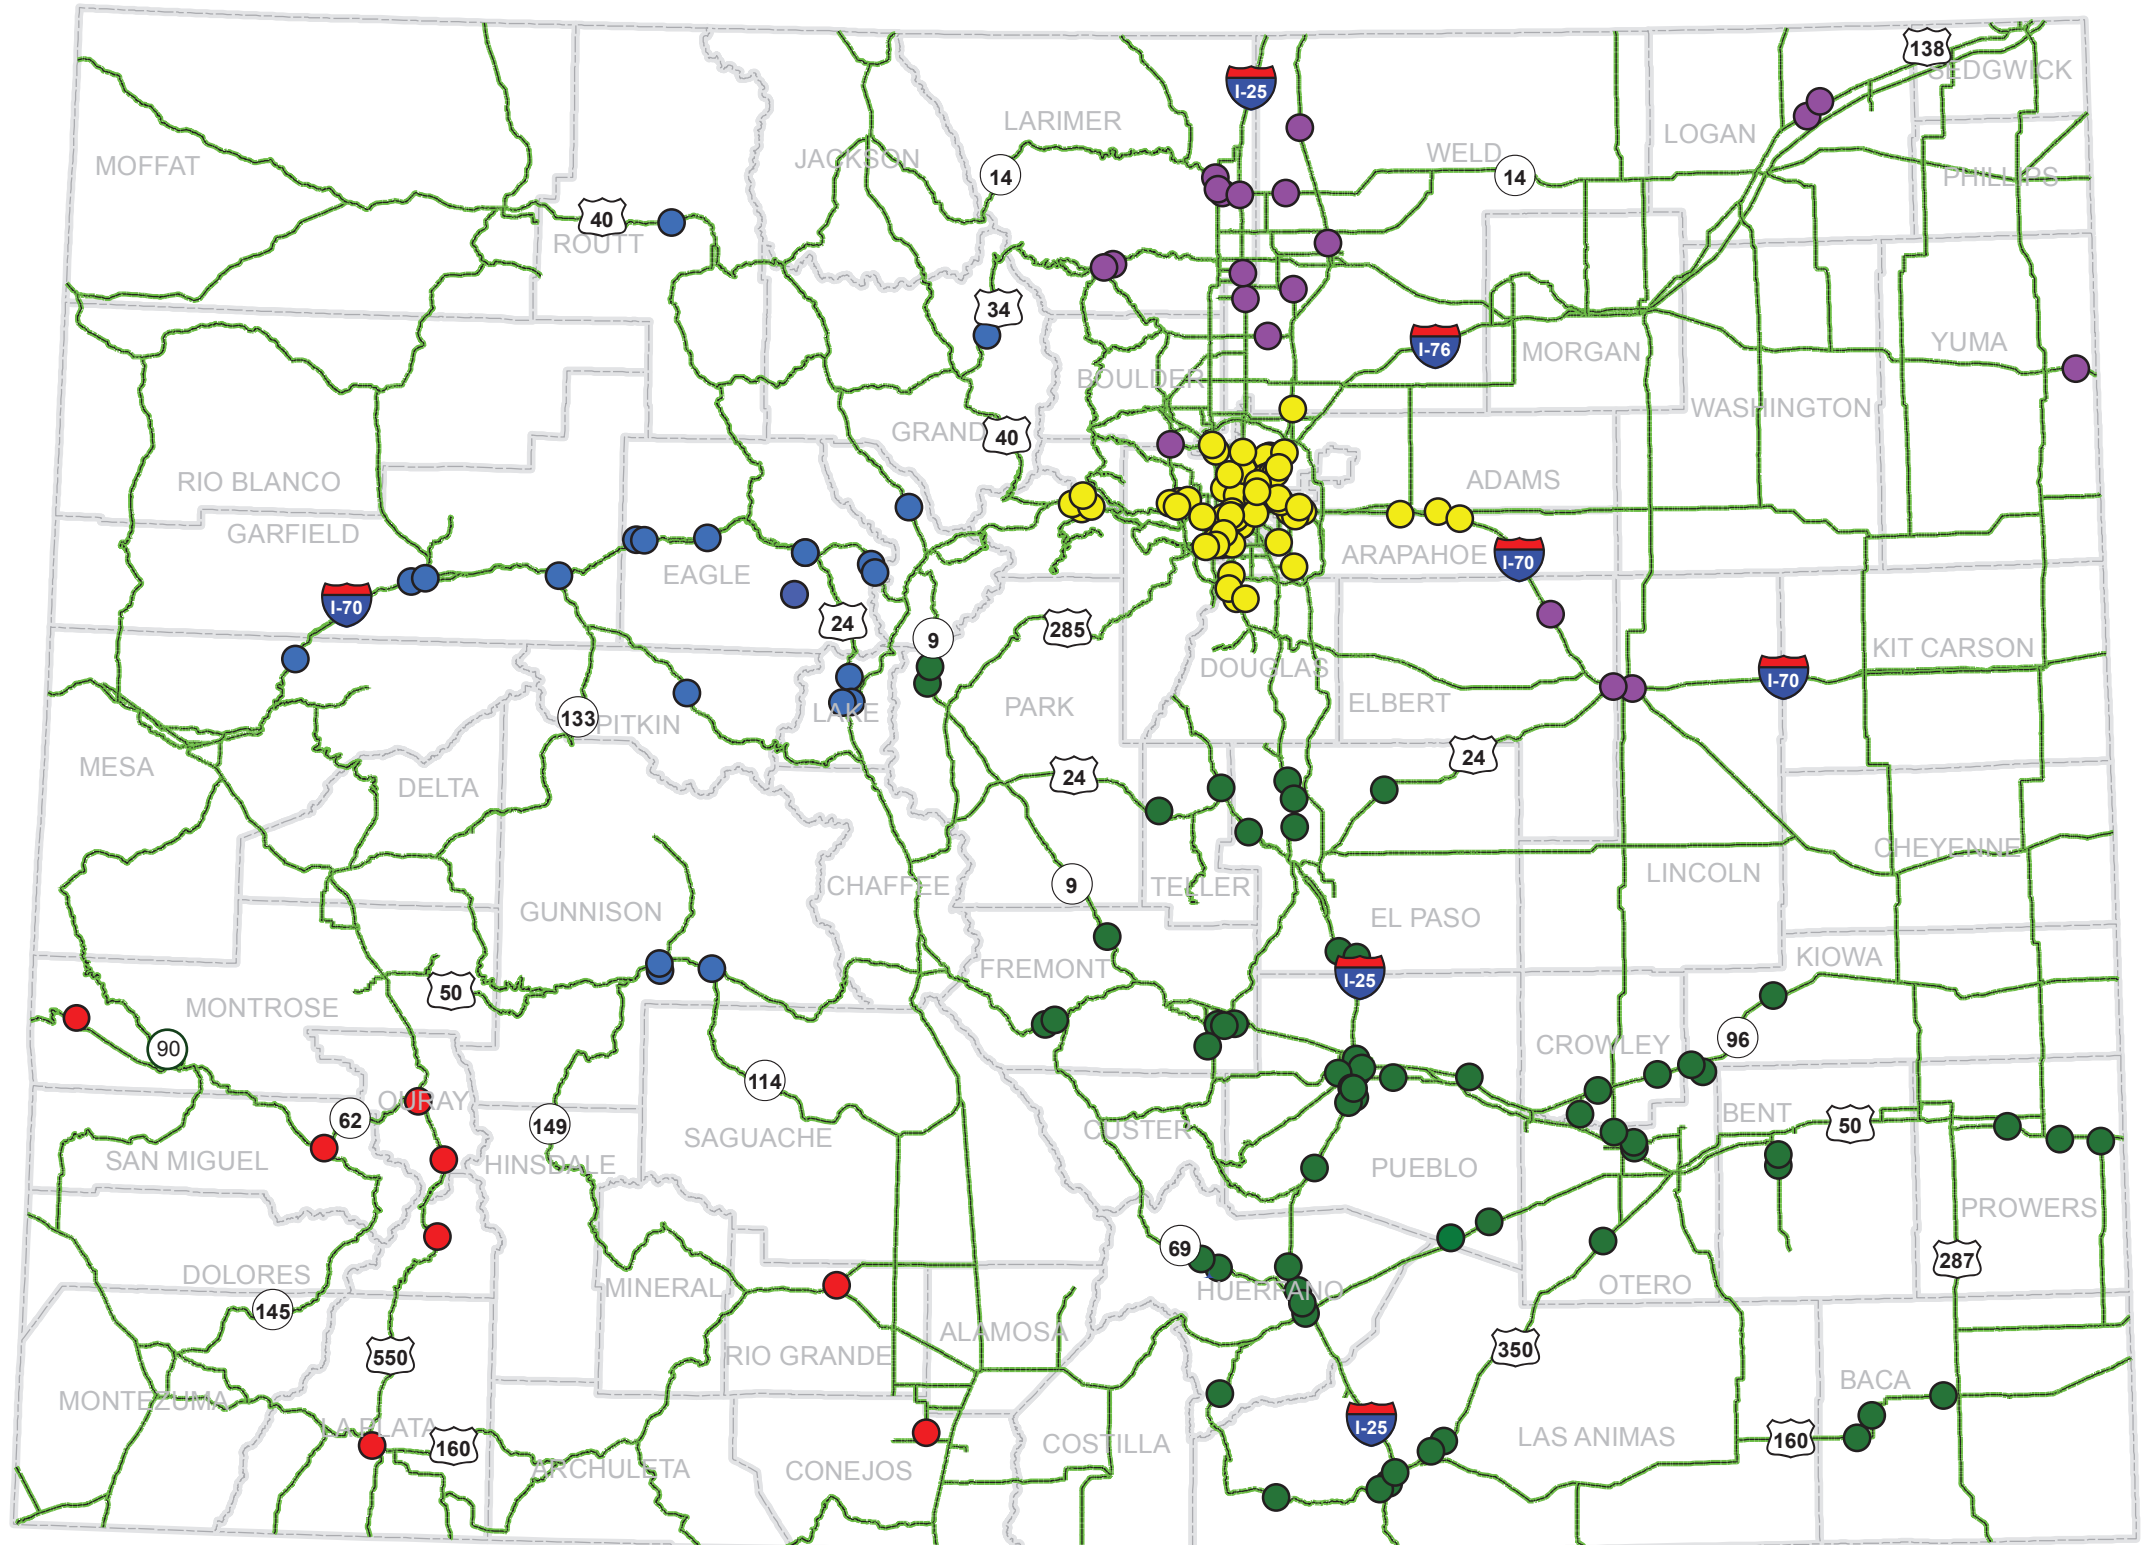 138
SEDGWICK
I-25
LARIMER
LOGAN
MOFFAT
JACKSON
WELD
14
14
PHILLIPS
40
ROUTT
34
I-76
MORGAN
YUMA
BOULDER
WASHINGTON
GRAND
40
RIO BLANCO
ADAMS
GARFIELD
ARAPAHOE
I-70
EAGLE
I-70
24
9
285
KIT CARSON
DOUGLAS
I-70
ELBERT
133
PITKIN
LAKE
PARK
24
24
MESA
DELTA
CHEYENNE
LINCOLN
9
CHAFFEE
TELLER
GUNNISON
EL PASO
KIOWA
FREMONT
I-25
50
MONTROSE
96
CROWLEY
90
114
OURAY
62
149
BENT
50
CUSTER
SAGUACHE
SAN MIGUEL
HINSDALE
PUEBLO
PROWERS
69
287
DOLORES
MINERAL
HUERFANO
OTERO
145
ALAMOSA
550
RIO GRANDE
350
BACA
MONTEZUMA
LA PLATA
I-25
160
COSTILLA
LAS ANIMAS
160
ARCHULETA
CONEJOS